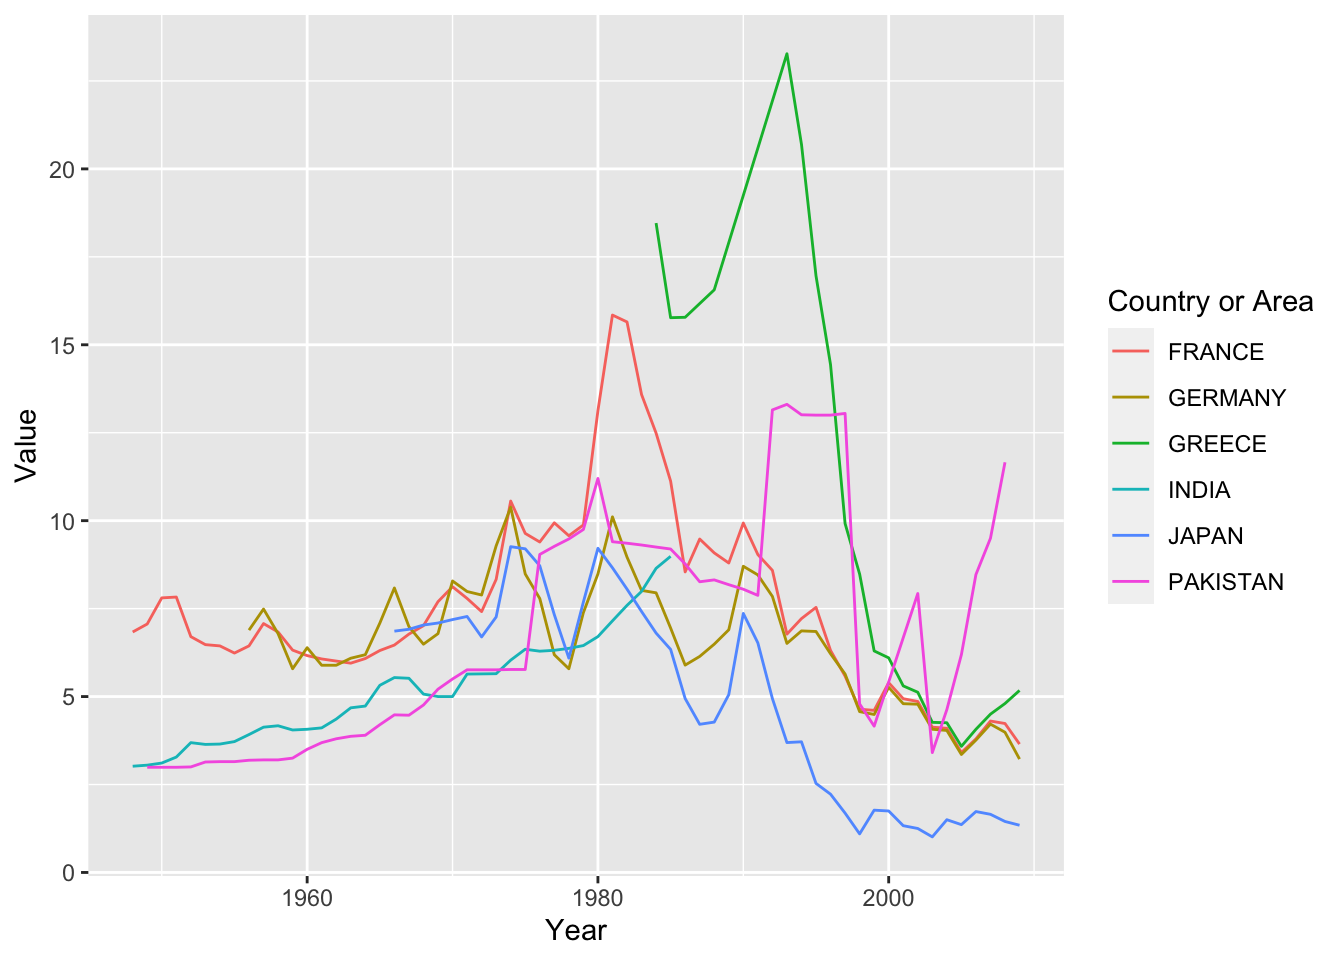 Value
20
15
10
5
0
1960
1980
2000
Year
Country or Area
FRANCE
GERMANY
GREECE
INDIA
JAPAN
PAKISTAN